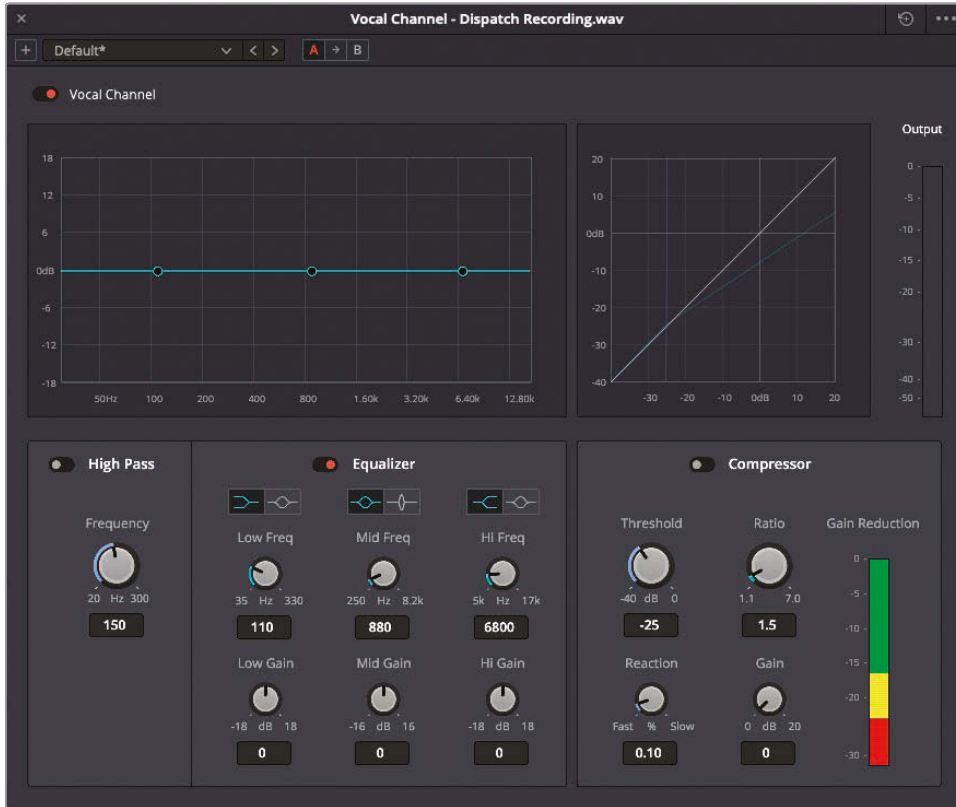 Vocal Channel - Dispatch Recording.wav
Default*
A B
Vocal Channel
18
12
6
0dB
-6
-12
-18
50Hz 100 200 400 800 1.60k 3.20k 6.40k 12.80k
20
10
0dB
-10
-20
-30
-40
-30 -20 -10 0dB 10 20
Output
0
-5
-10
-15
-20
-30
-40
-50
High Pass
Frequency
20 Hz 300
150
Equalizer
Low Freq Mid Freq Hi Freq
35 Hz 330 250 Hz 8.2k 5k Hz 17k
110 880 6800
Low Gain Mid Gain Hi Gain
-18 dB 18 -16 dB 16 -18 dB 18
0 0 0
Compressor
Threshold Ratio
-40 dB 0 1.1 7.0
-25 1.5
Reaction Gain
Fast % Slow 0 dB 20
0.10 0
Gain Reduction
0
-5
-10
-15
-20
-30